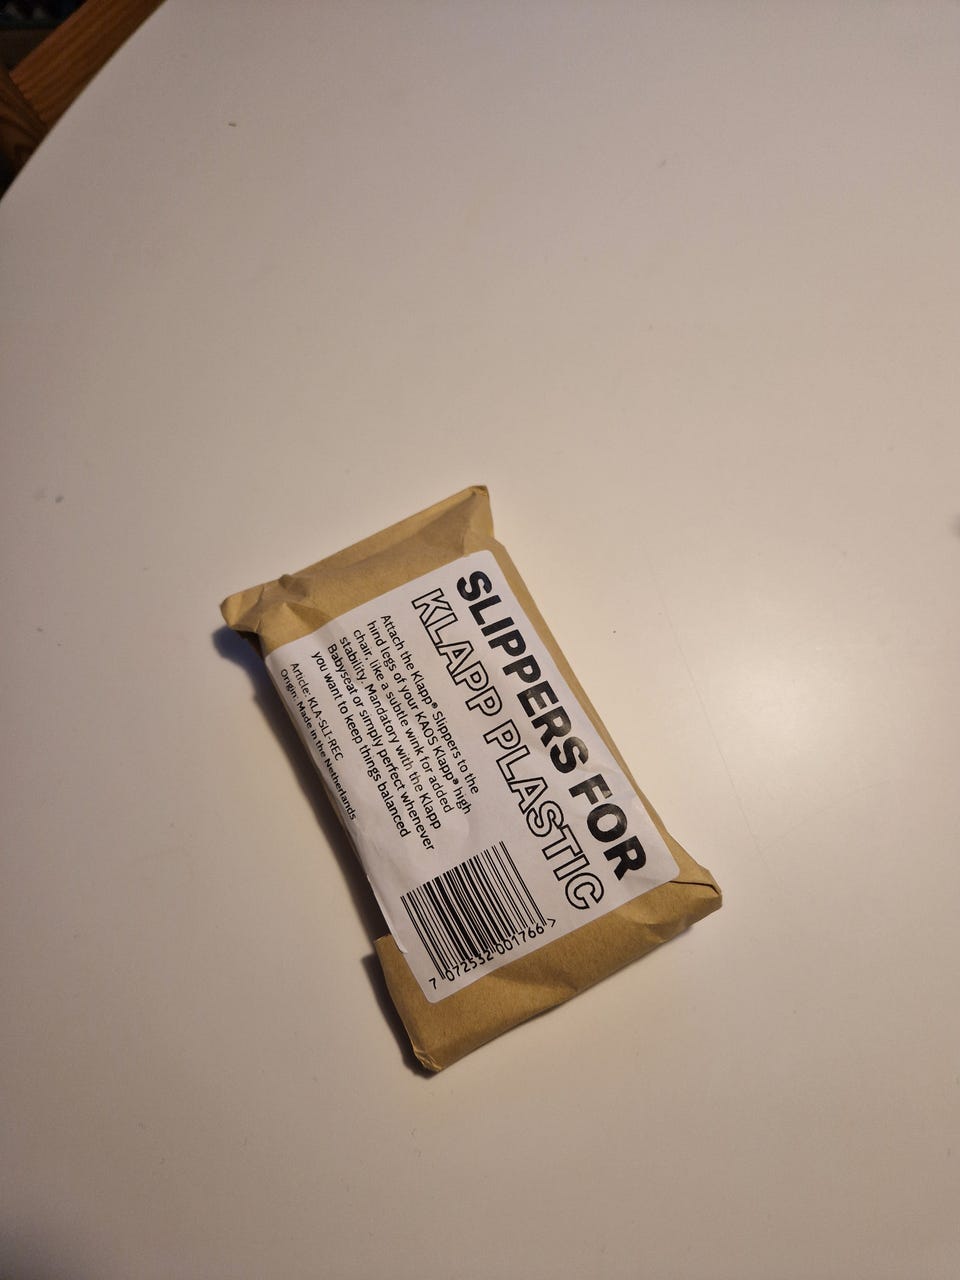 SLIPPERS FOR
KLAPP PLASTIC
Attach the Klapp® Slippers to the
hind legs of your KAOS Klapp® high
chair, like a subtle wink for added
stability. Mandatory with the Klapp
Babyseat or simply perfect whenever
you want to keep things balanced
Article: KLA-SLI-REC
Origin: Made in the Netherlands
7 072532 001766 >